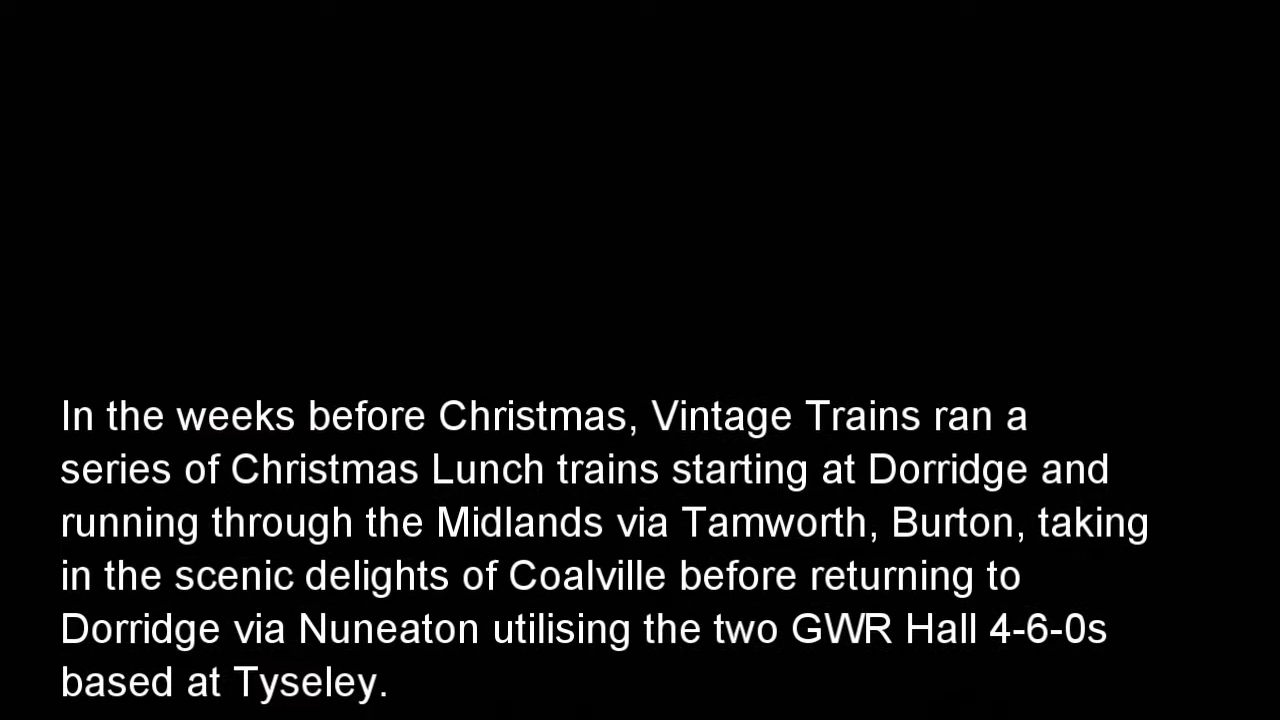 In the weeks before Christmas, Vintage Trains ran a
series of Christmas Lunch trains starting at Dorridge and
running through the Midlands via Tamworth, Burton, taking
in the scenic delights of Coalville before returning to
Dorridge via Nuneaton utilising the two GWR Hall 4-6-0s
based at Tyseley.